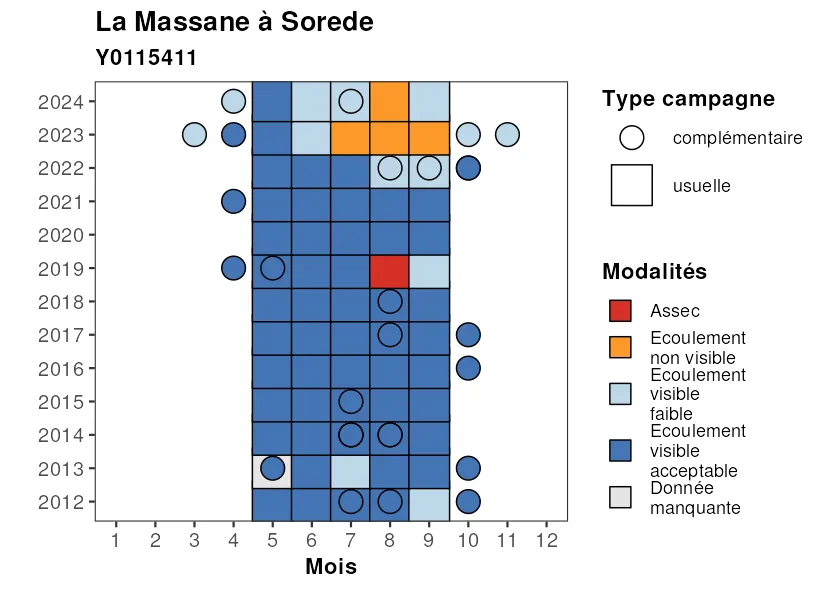 La Massane à Sorede
Y0115411
2024
2023
2022
2021
2020
2019
2018
2017
2016
2015
2014
2013
2012
1 2 3 4 5 6 7 8 9 10 11 12
Mois
Type campagne
complémentaire
usuelle
Modalités
Assec
Ecoulement
non visible
Ecoulement
visible
faible
Ecoulement
visible
acceptable
Donnée
manquante